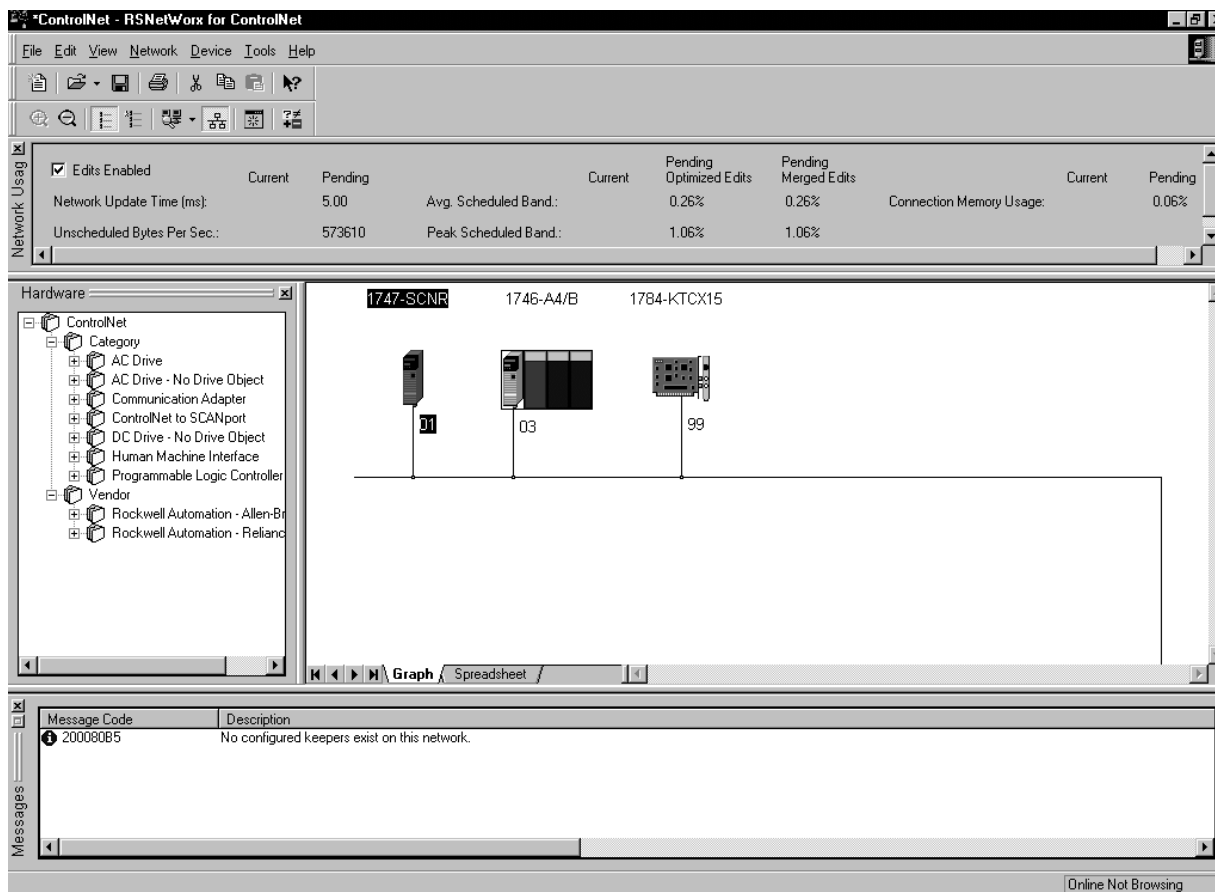 *ControlNet - RSNetWorx for ControlNet
File Edit View Network Device Tools Help
Network Usag
Edits Enabled
Current Pending Current Pending Optimized Edits Pending Merged Edits Current Pending
Network Update Time (ms): 5.00 Avg. Scheduled Band.: 0.26% 0.26% Connection Memory Usage: 0.06%
Unscheduled Bytes Per Sec.: 573610 Peak Scheduled Band.: 1.06% 1.06%
Hardware
ControlNet
Category
AC Drive
AC Drive - No Drive Object
Communication Adapter
ControlNet to SCANport
DC Drive - No Drive Object
Human Machine Interface
Programmable Logic Controller
Vendor
Rockwell Automation - Allen-Br
Rockwell Automation - Relianc
1747-SCNR 1746-A4/B 1784-KTCX15
01 03 99
Graph Spreadsheet
Messages
Message Code Description
200080B5 No configured keepers exist on this network.
Online Not Browsing